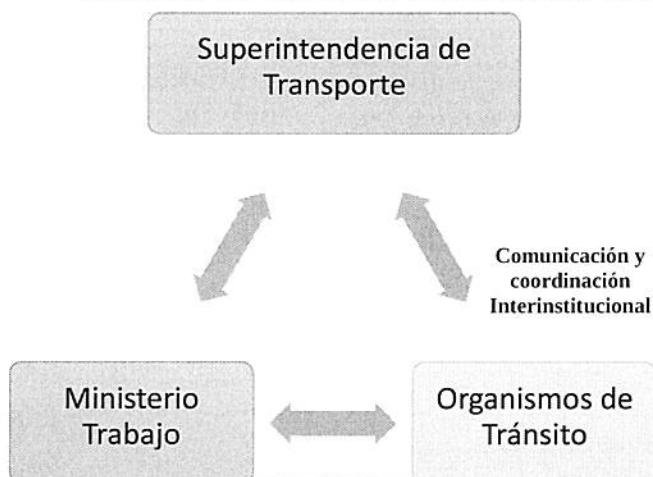 Superintendencia de
Transporte
Comunicación y
coordinación
Interinstitucional
Ministerio
Trabajo
Organismos de
Tránsito